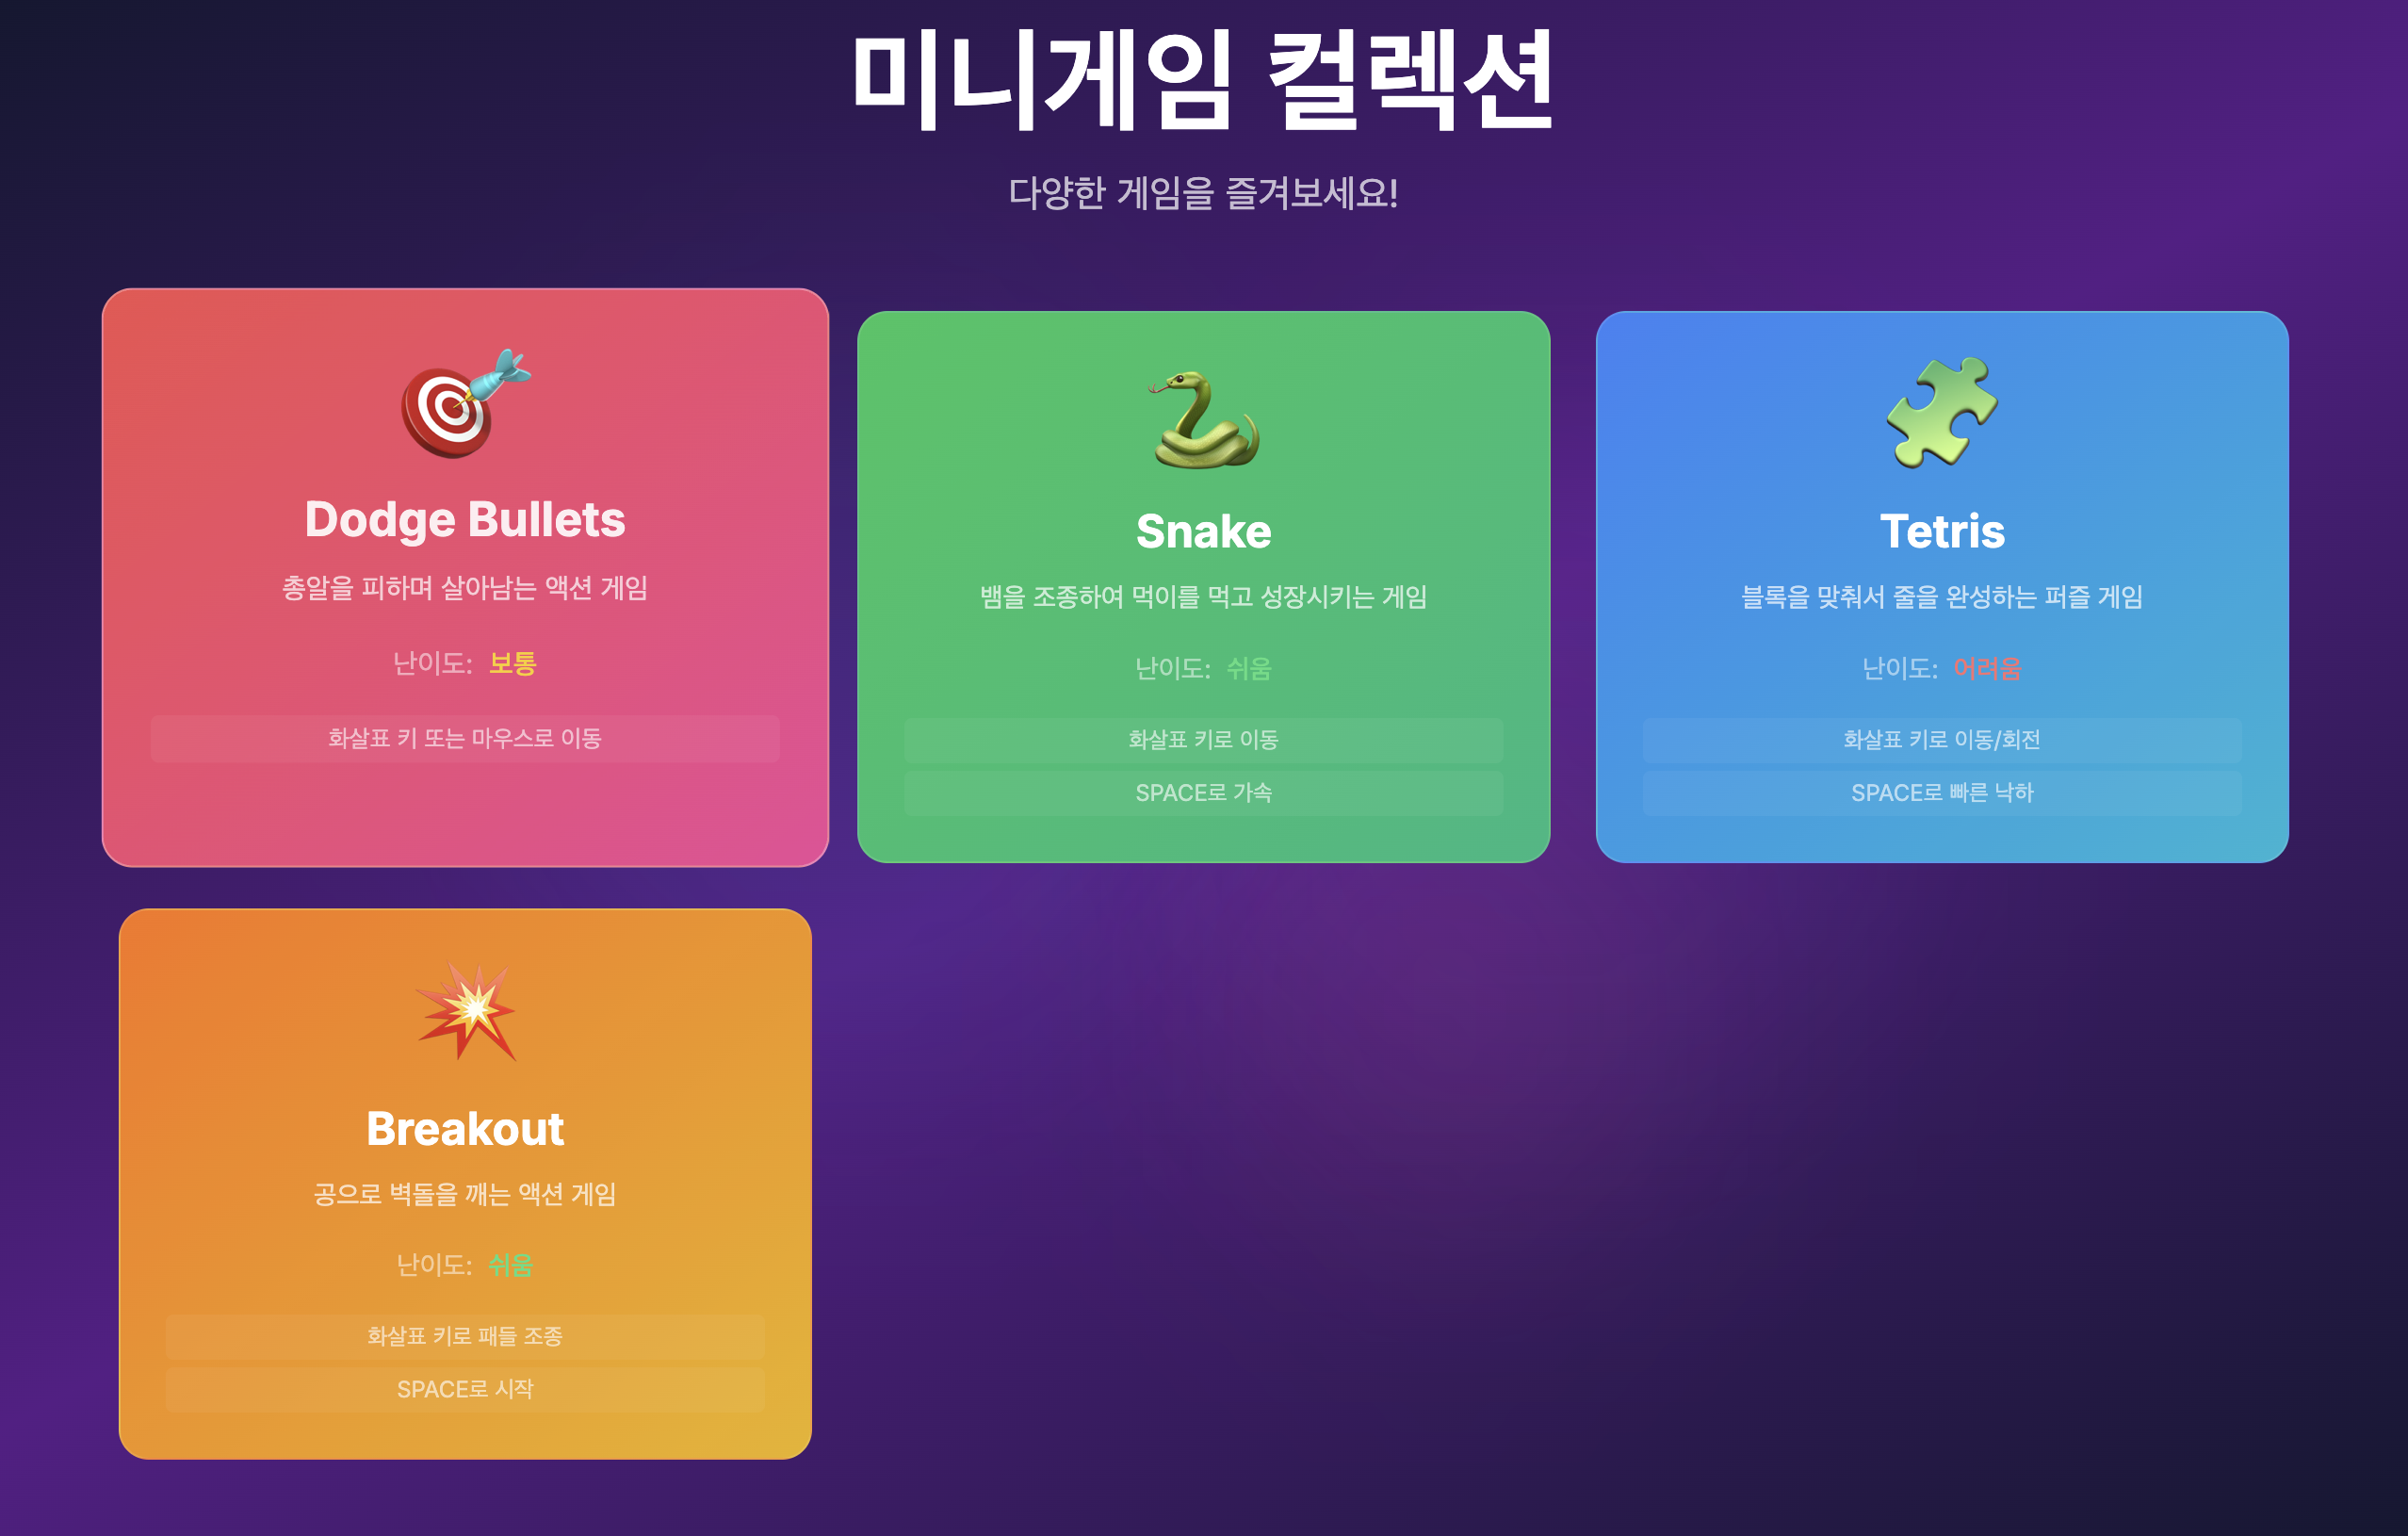 미니게임 컬렉션
다양한 게임을 즐겨보세요!
Dodge Bullets
총알을 피하며 살아남는 액션 게임
난이도: 보통
화살표 키 또는 마우스로 이동
Snake
뱀을 조종하여 먹이를 먹고 성장시키는 게임
난이도: 쉬움
화살표 키로 이동
SPACE로 가속
Tetris
블록을 맞춰서 줄을 완성하는 퍼즐 게임
난이도: 어려움
화살표 키로 이동/회전
SPACE로 빠른 낙하
Breakout
공으로 벽돌을 깨는 액션 게임
난이도: 쉬움
화살표 키로 패들 조종
SPACE로 시작